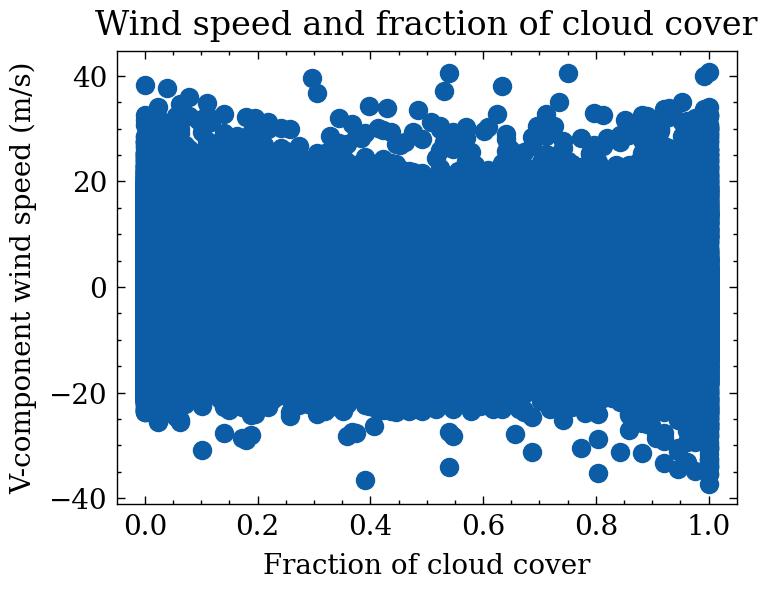 Wind speed and fraction of cloud cover
V-component wind speed (m/s)
40
20
0
−20
−40
0.0 0.2 0.4 0.6 0.8 1.0
Fraction of cloud cover